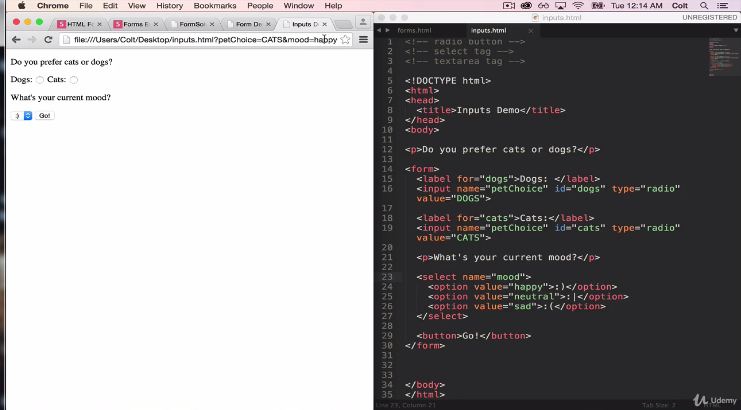 Chrome File Edit View History Bookmarks People Window Help Tue 12:14 AM Colt
HTML F Forms E FormSo Form De Inputs D
file:///Users/Colt/Desktop/inputs.html?petChoice=CATS&mood=happy
Do you prefer cats or dogs?
Dogs: Cats:
What's your current mood?
:) Go!
inputs.html UNREGISTERED
forms.html inputs.html
1 <!-- radio button -->
2 <!-- select tag -->
3 <!-- textarea tag -->
4
5 <!DOCTYPE html>
6 <html>
7 <head>
8 <title>Inputs Demo</title>
9 </head>
10 <body>
11
12 <p>Do you prefer cats or dogs?</p>
13
14 <form>
15 <label for="dogs">Dogs: </label>
16 <input name="petChoice" id="dogs" type="radio"
value="DOGS">
17
18 <label for="cats">Cats:</label>
19 <input name="petChoice" id="cats" type="radio"
value="CATS">
20
21 <p>What's your current mood?</p>
22
23 <select name="mood">
24 <option value="happy">:)</option>
25 <option value="neutral">:|</option>
26 <option value="sad">:(</option>
27 </select>
28
29 <button>Go!</button>
30 </form>
31
32
33
34 </body>
35 </html>
Line 23, Column 21 Tab Size: 2 HTML
Udemy